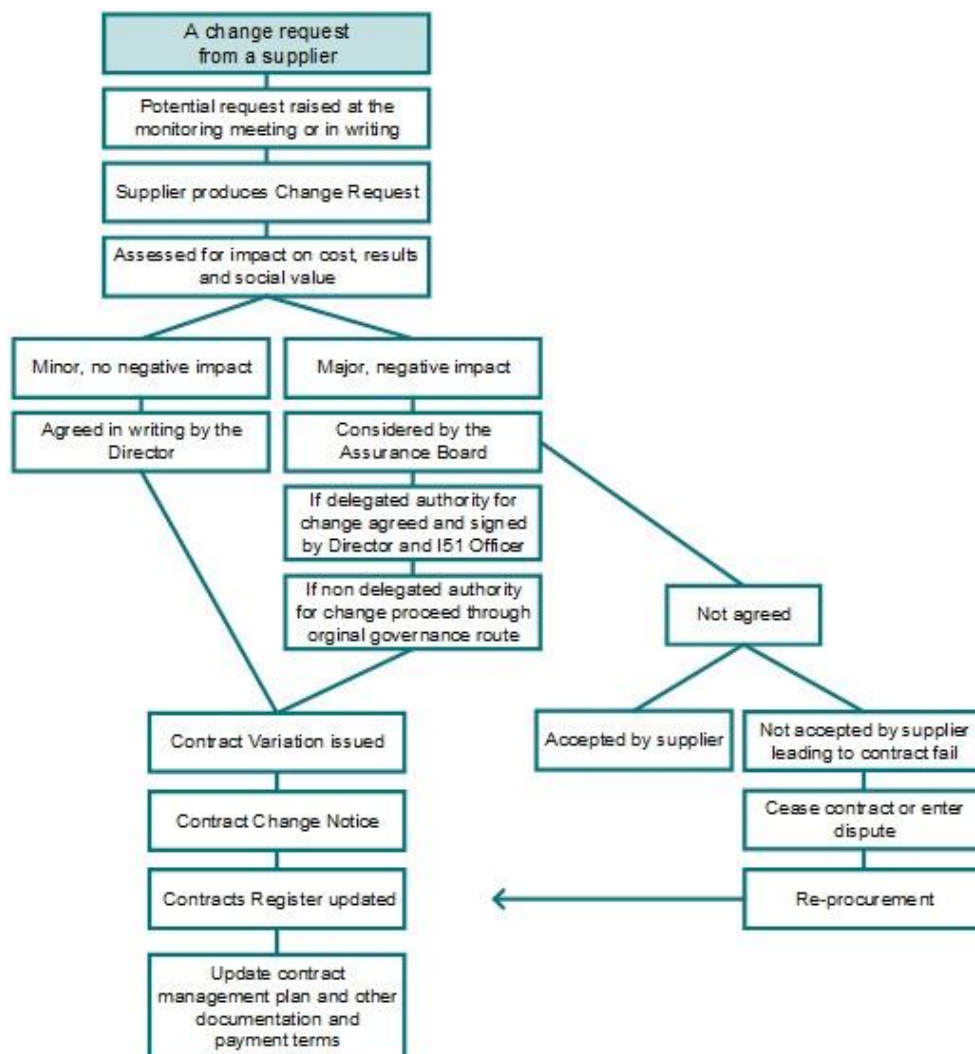 A change request
from a supplier
Potential request raised at the
monitoring meeting or in writing
Supplier produces Change Request
Assessed for impact on cost, results
and social value
Minor, no negative impact
Major, negative impact
Agreed in writing by the
Director
Considered by the
Assurance Board
If delegated authority for
change agreed and signed
by Director and I51 Officer
If non delegated authority
for change proceed through
orginal governance route
Not agreed
Contract Variation issued
Accepted by supplier
Not accepted by supplier
leading to contract fail
Contract Change Notice
Cease contract or enter
dispute
Contracts Register updated
Re-procurement
Update contract
management plan and other
documentation and
payment terms